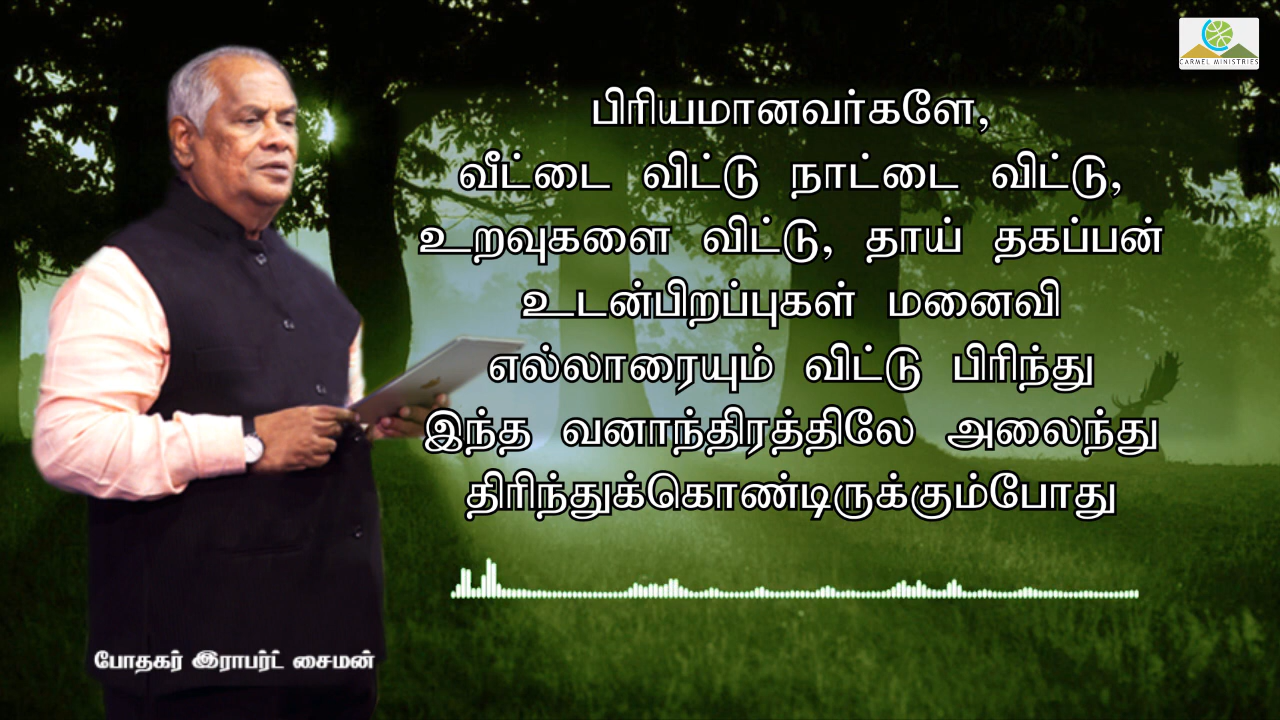 CARMEL MINISTRIES
பிரியமானவர்களே,
வீட்டை விட்டு நாட்டை விட்டு,
உறவுகளை விட்டு, தாய் தகப்பன்
உடன்பிறப்புகள் மனைவி
எல்லாரையும் விட்டு பிரிந்து
இந்த வனாந்திரத்திலே அலைந்து
திரிந்துக்கொண்டிருக்கும்போது
போதகர் இராபர்ட் சைமன்